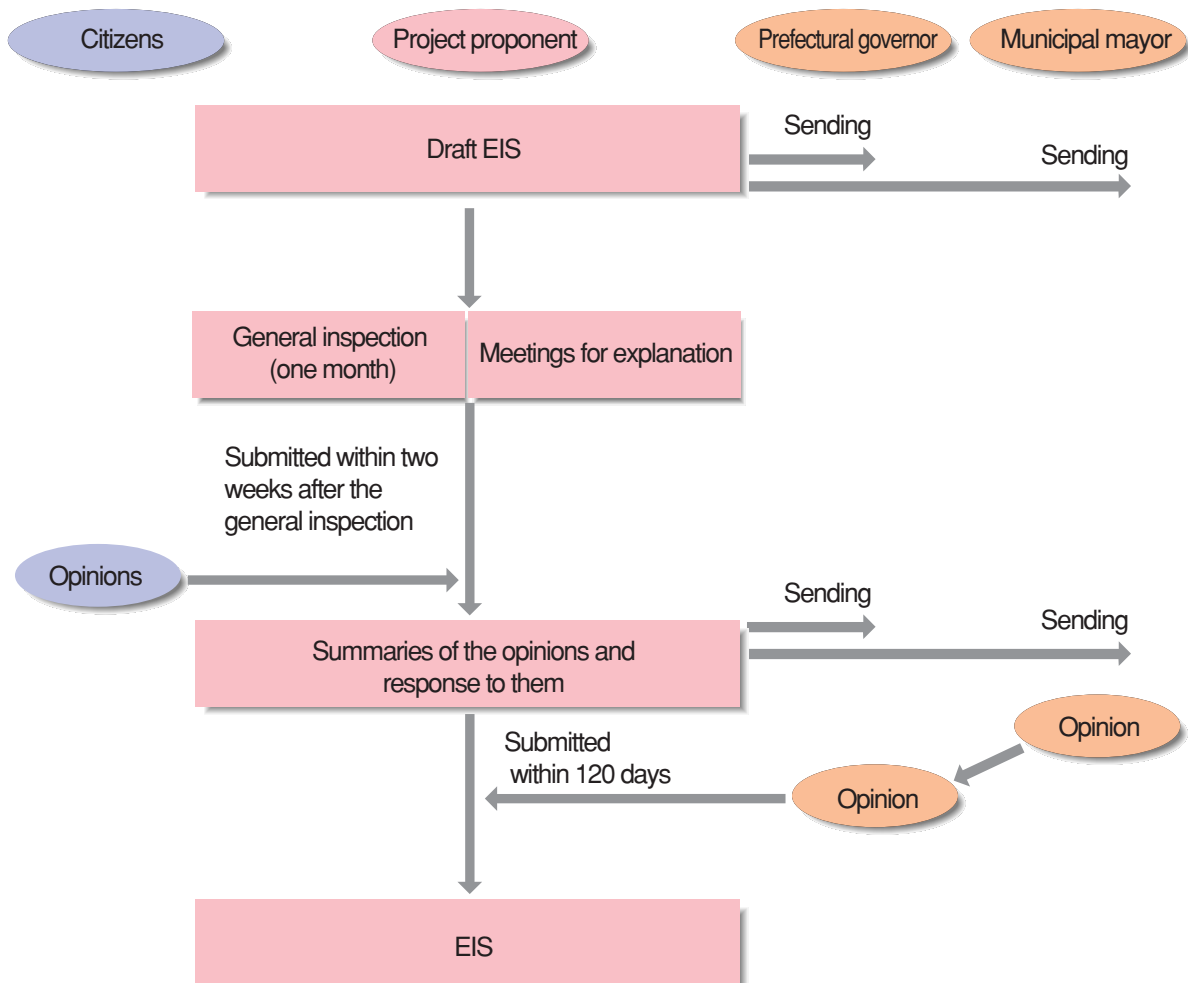 Citizens
Project proponent
Prefectural governor
Municipal mayor
Draft EIS
Sending
Sending
General inspection
(one month)
Meetings for explanation
Submitted within two
weeks after the
general inspection
Opinions
Sending
Sending
Summaries of the opinions and
response to them
Opinion
Submitted
within 120 days
Opinion
EIS